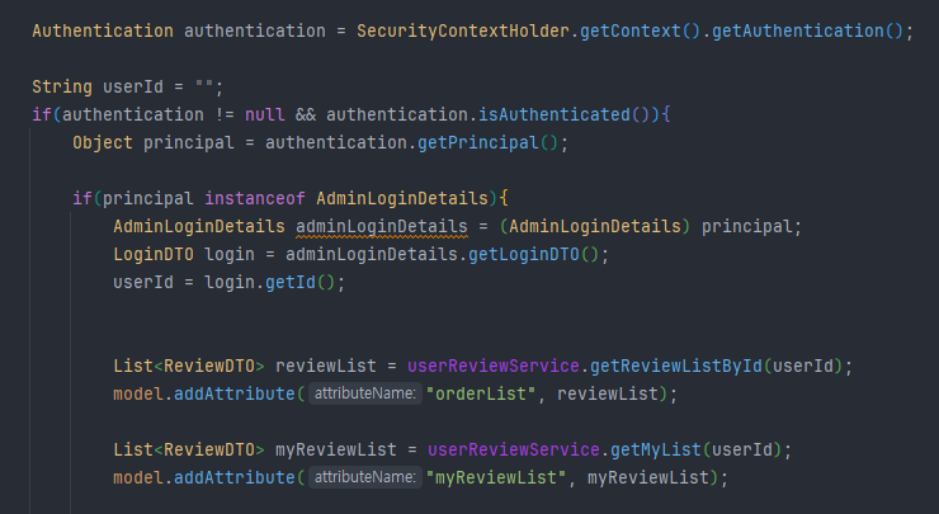 Authentication authentication = SecurityContextHolder.getContext().getAuthentication();
String userId = "";
if(authentication != null && authentication.isAuthenticated()){
Object principal = authentication.getPrincipal();
if(principal instanceof AdminLoginDetails){
AdminLoginDetails adminLoginDetails = (AdminLoginDetails) principal;
LoginDTO login = adminLoginDetails.getLoginDTO();
userId = login.getId();
List<ReviewDTO> reviewList = userReviewService.getReviewListById(userId);
model.addAttribute( attributeName: "orderList", reviewList);
List<ReviewDTO> myReviewList = userReviewService.getMyList(userId);
model.addAttribute( attributeName: "myReviewList", myReviewList);